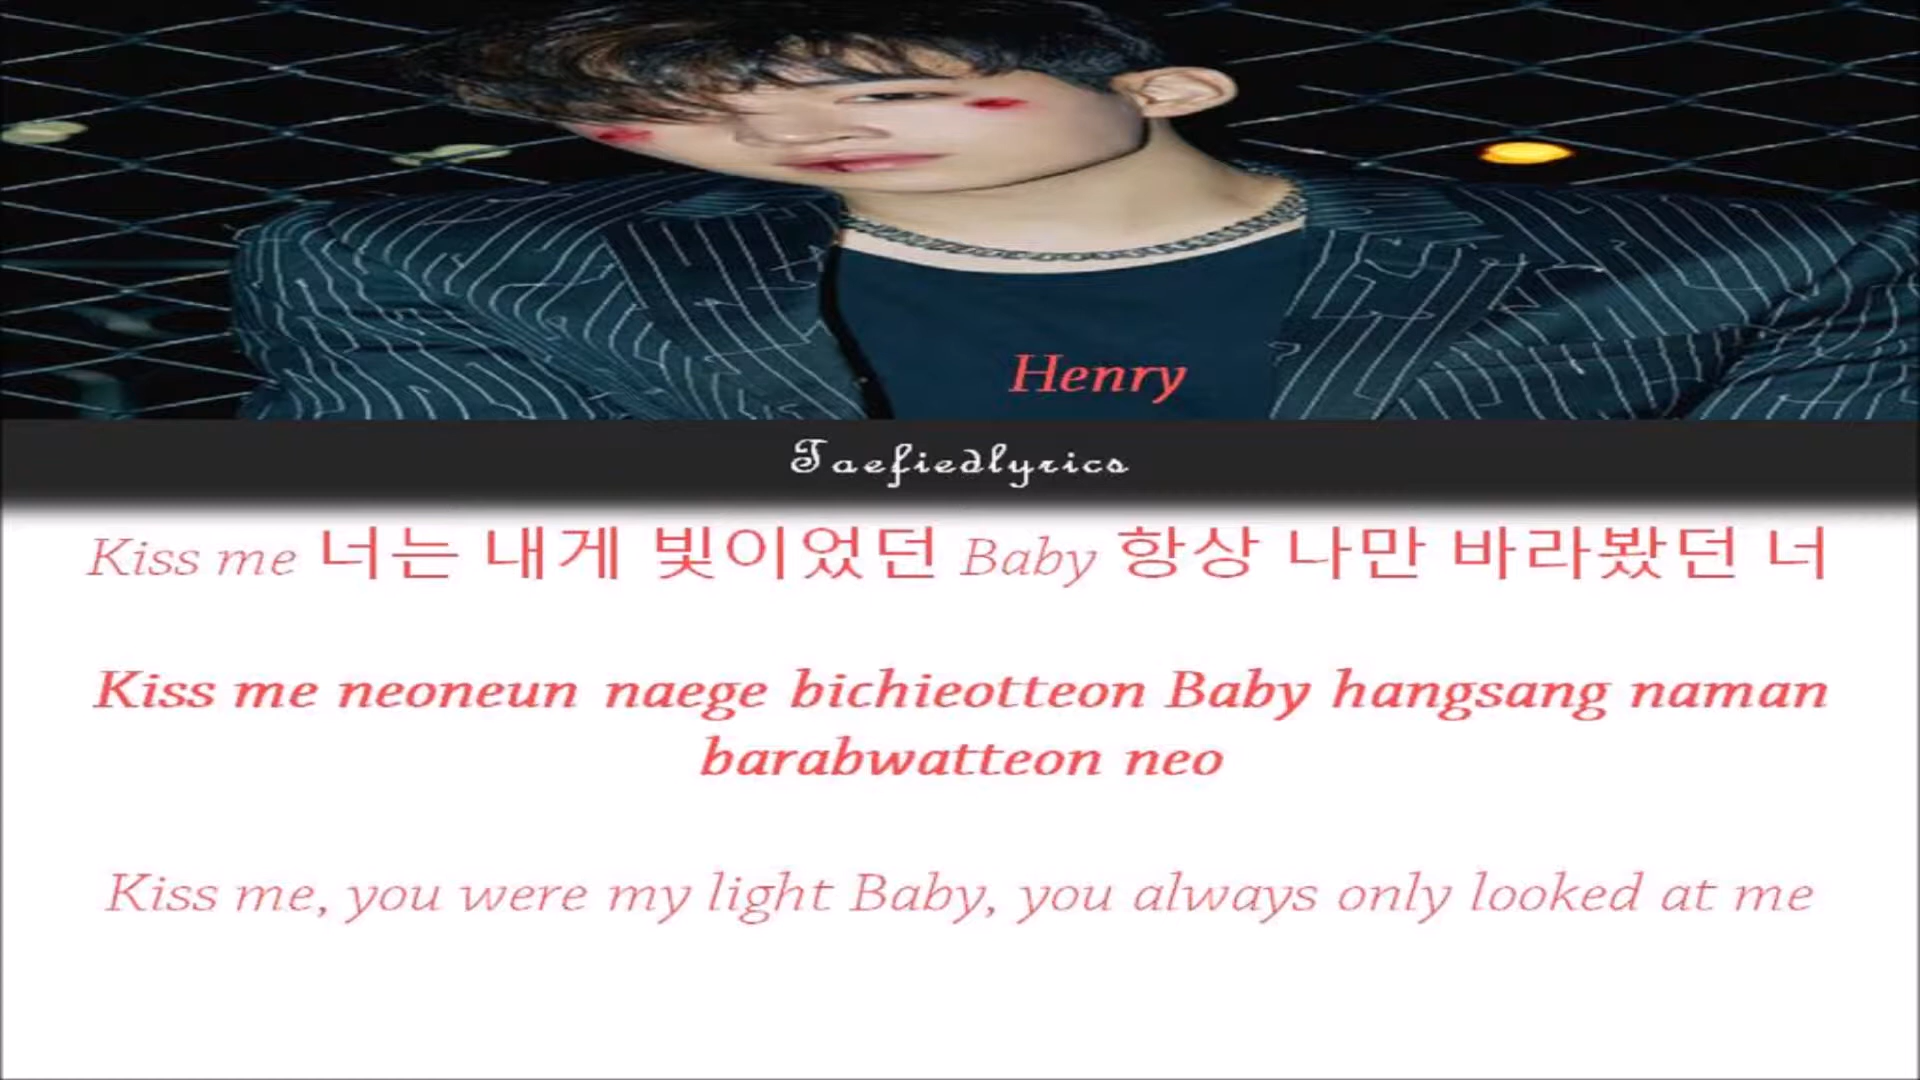 Henry
Taefiedlyrics
Kiss me 너는 내게 빛이었던 Baby 항상 나만 바라봤던 너
Kiss me neoneun naege bichieotteon Baby hangsang naman
barabwatteon neo
Kiss me, you were my light Baby, you always only looked at me